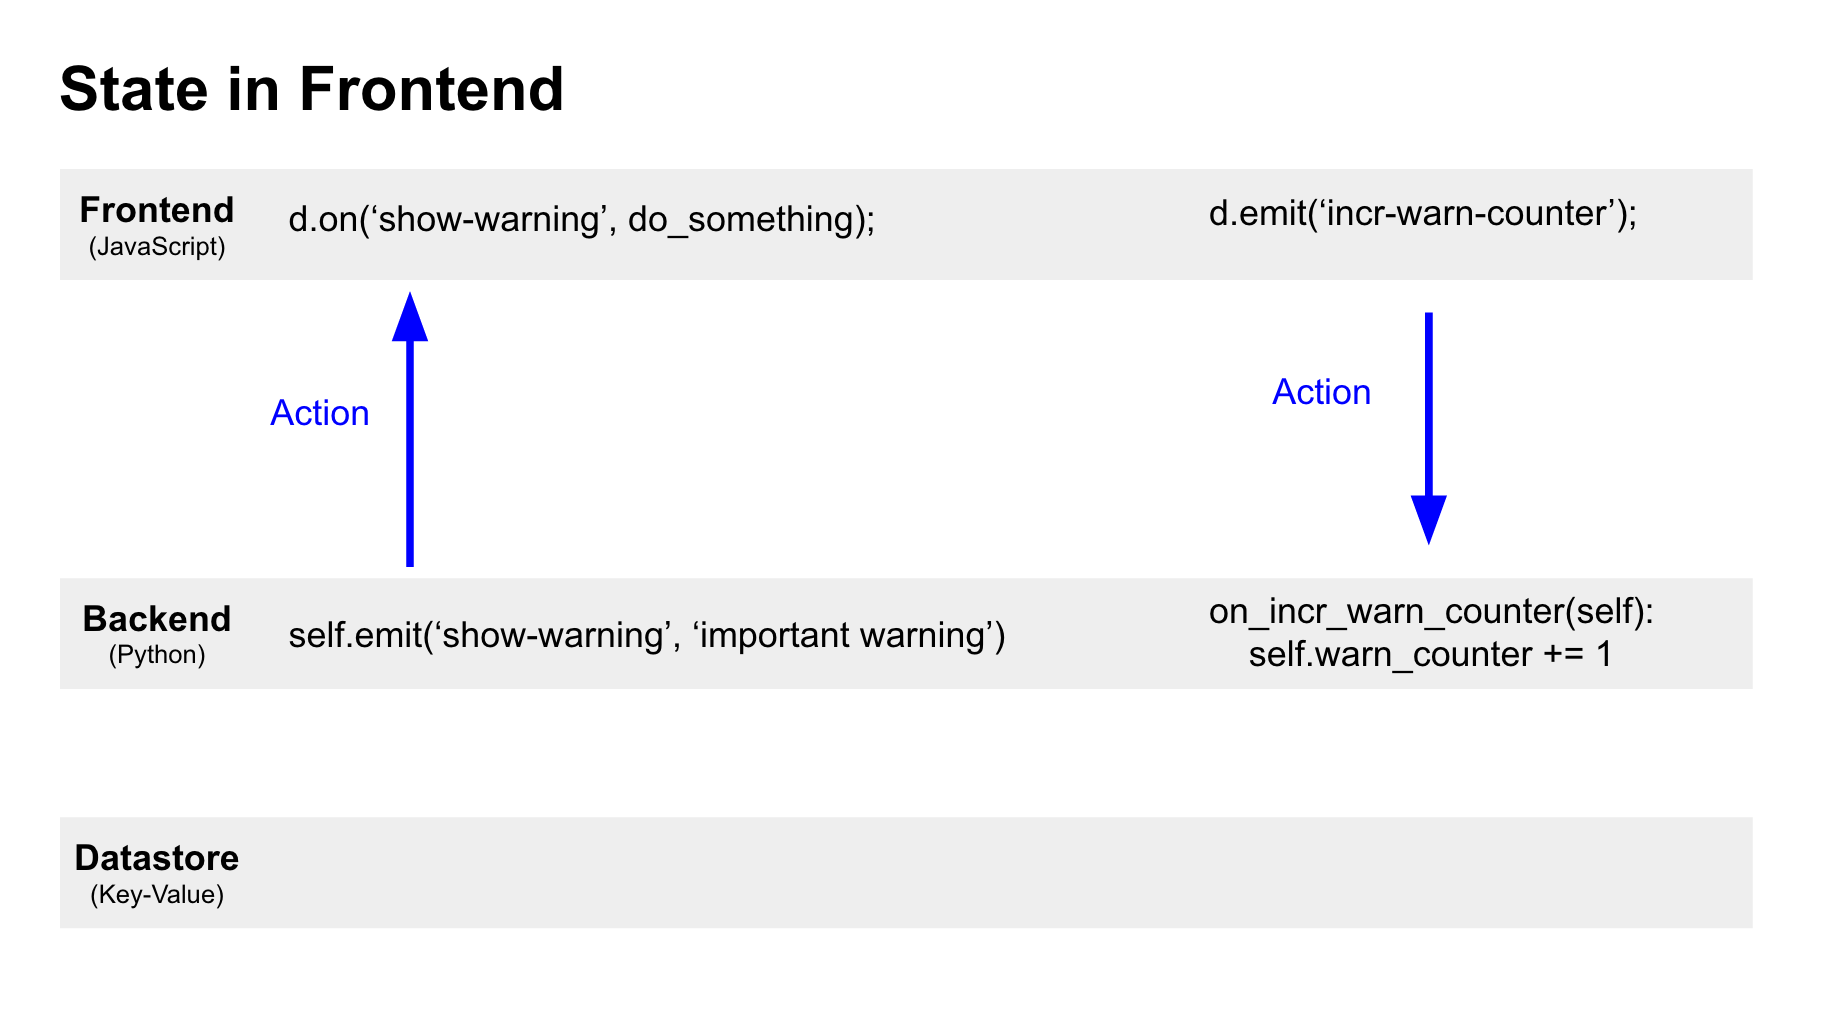 State in Frontend
Frontend
(JavaScript)
d.on(‘show-warning’, do_something);
d.emit(‘incr-warn-counter’);
Action
Action
Backend
(Python)
self.emit(‘show-warning’, ‘important warning’)
on_incr_warn_counter(self):
self.warn_counter += 1
Datastore
(Key-Value)